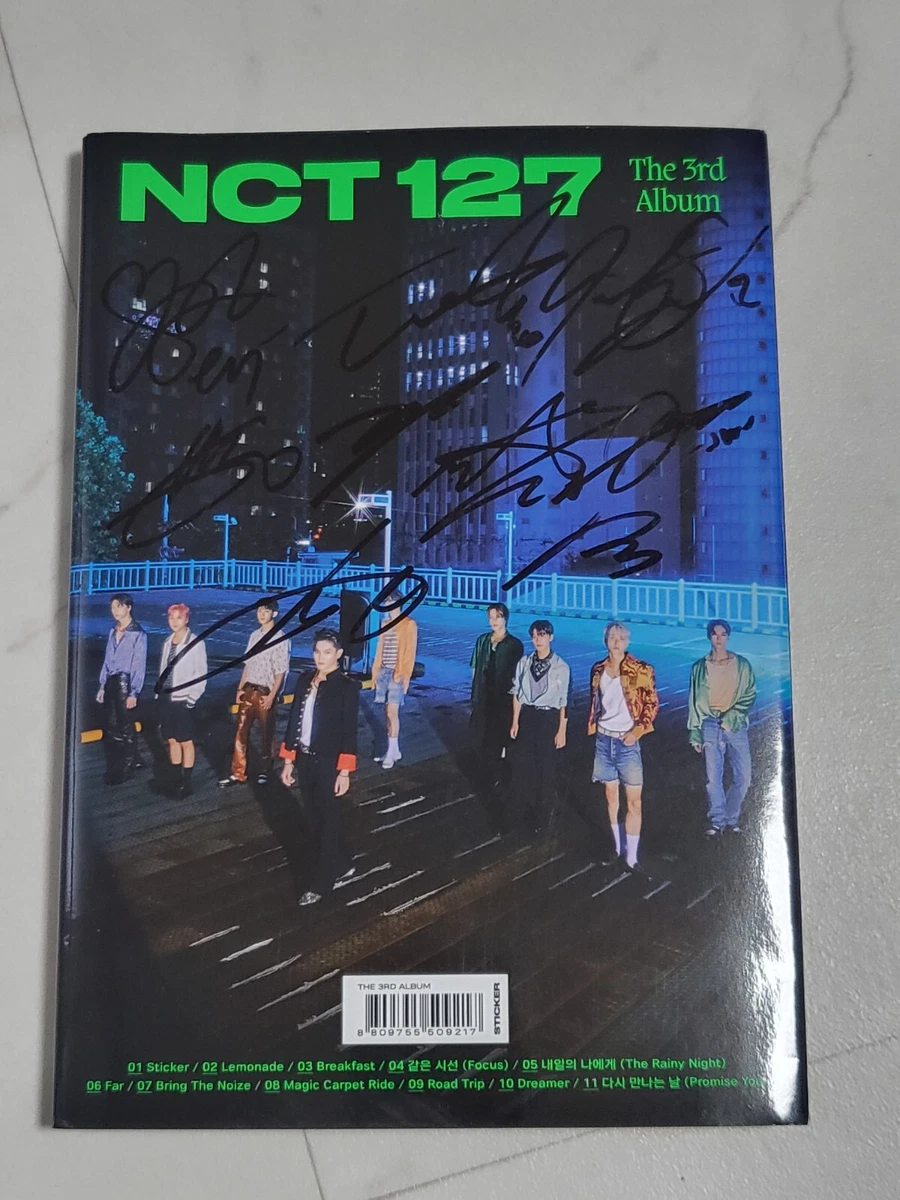 NCT 127
The 3rd
Album
THE 3RD ALBUM
STICKER
8 809755 509217
01 Sticker / 02 Lemonade / 03 Breakfast / 04 같은 시선 (Focus) / 05 내일의 나에게 (The Rainy Night)
06 Far / 07 Bring The Noize / 08 Magic Carpet Ride / 09 Road Trip / 10 Dreamer / 11 다시 만나는 날 (Promise